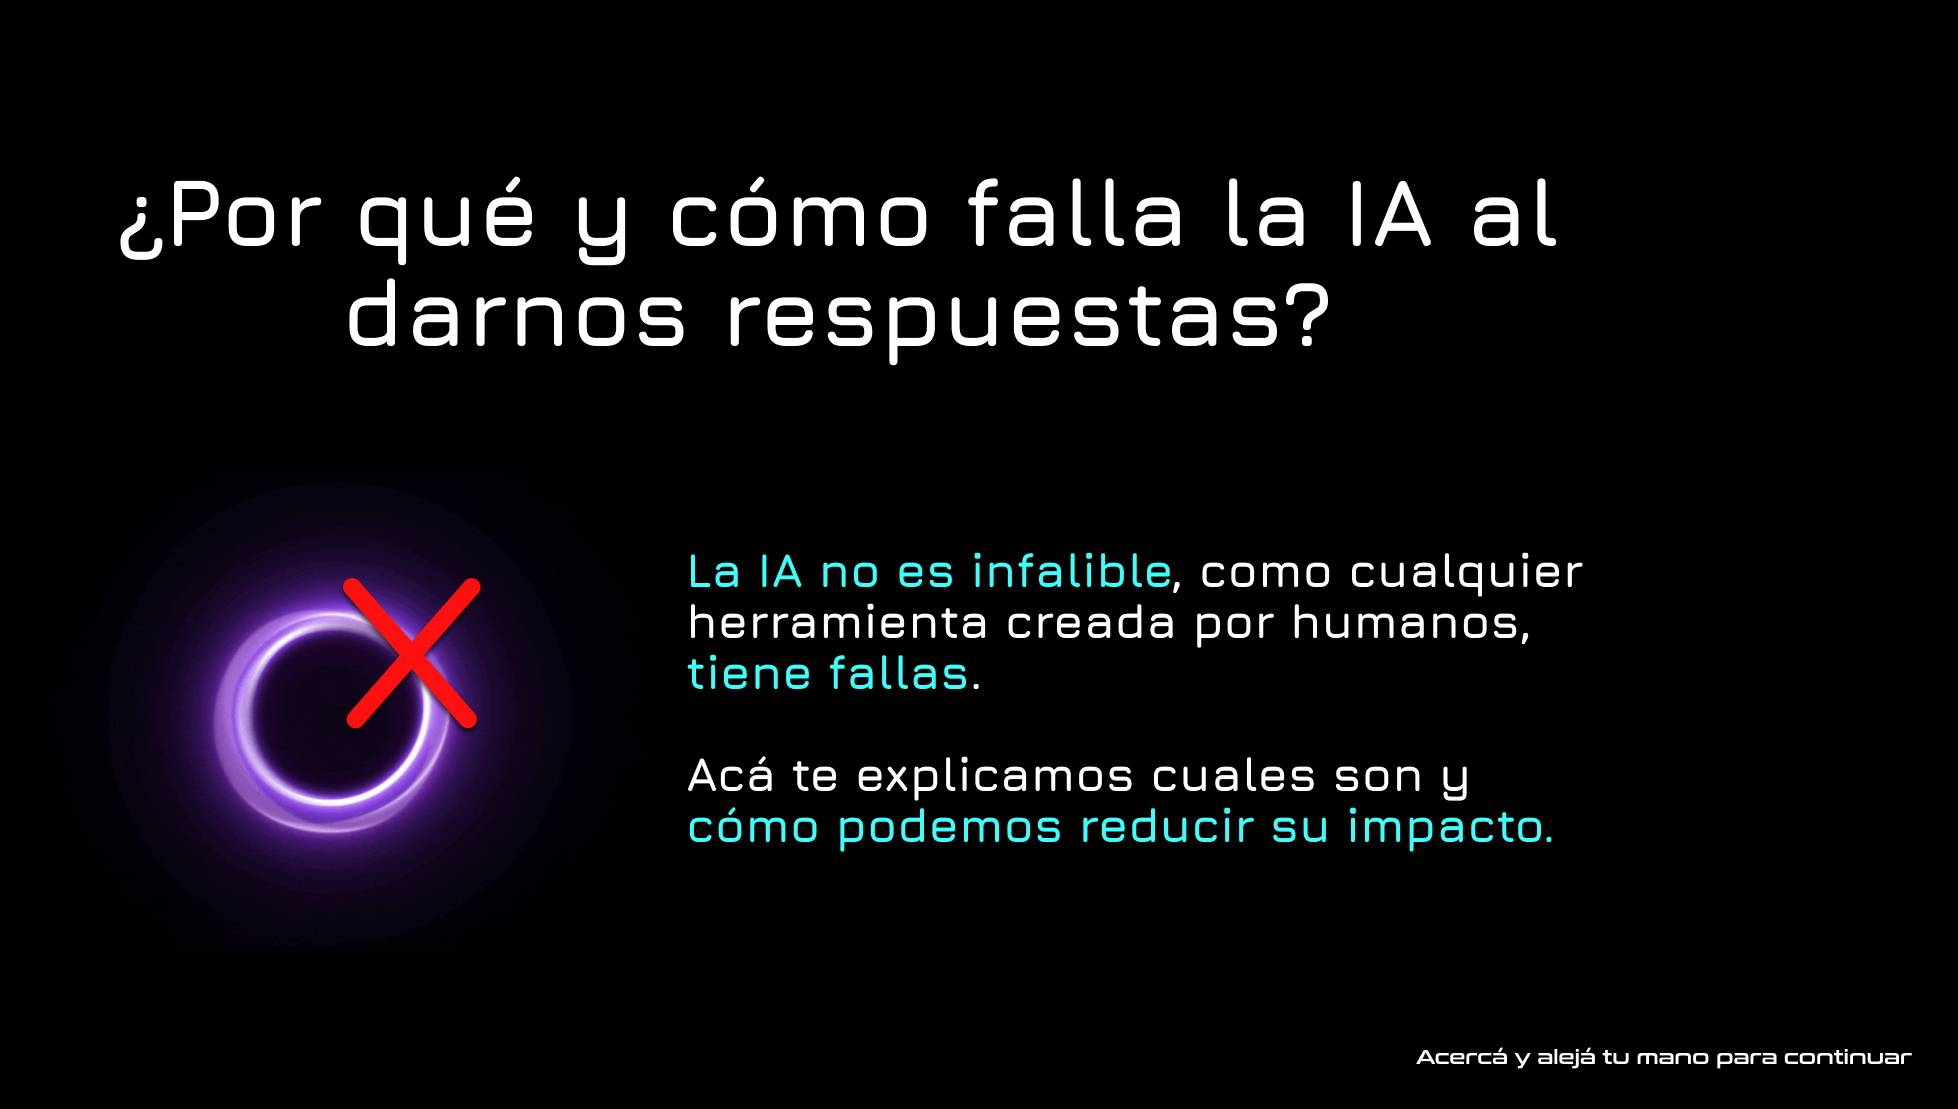 ¿Por qué y cómo falla la IA al
darnos respuestas?
La IA no es infalible, como cualquier
herramienta creada por humanos,
tiene fallas.
Acá te explicamos cuales son y
cómo podemos reducir su impacto.
Acercá y alejá tu mano para continuar